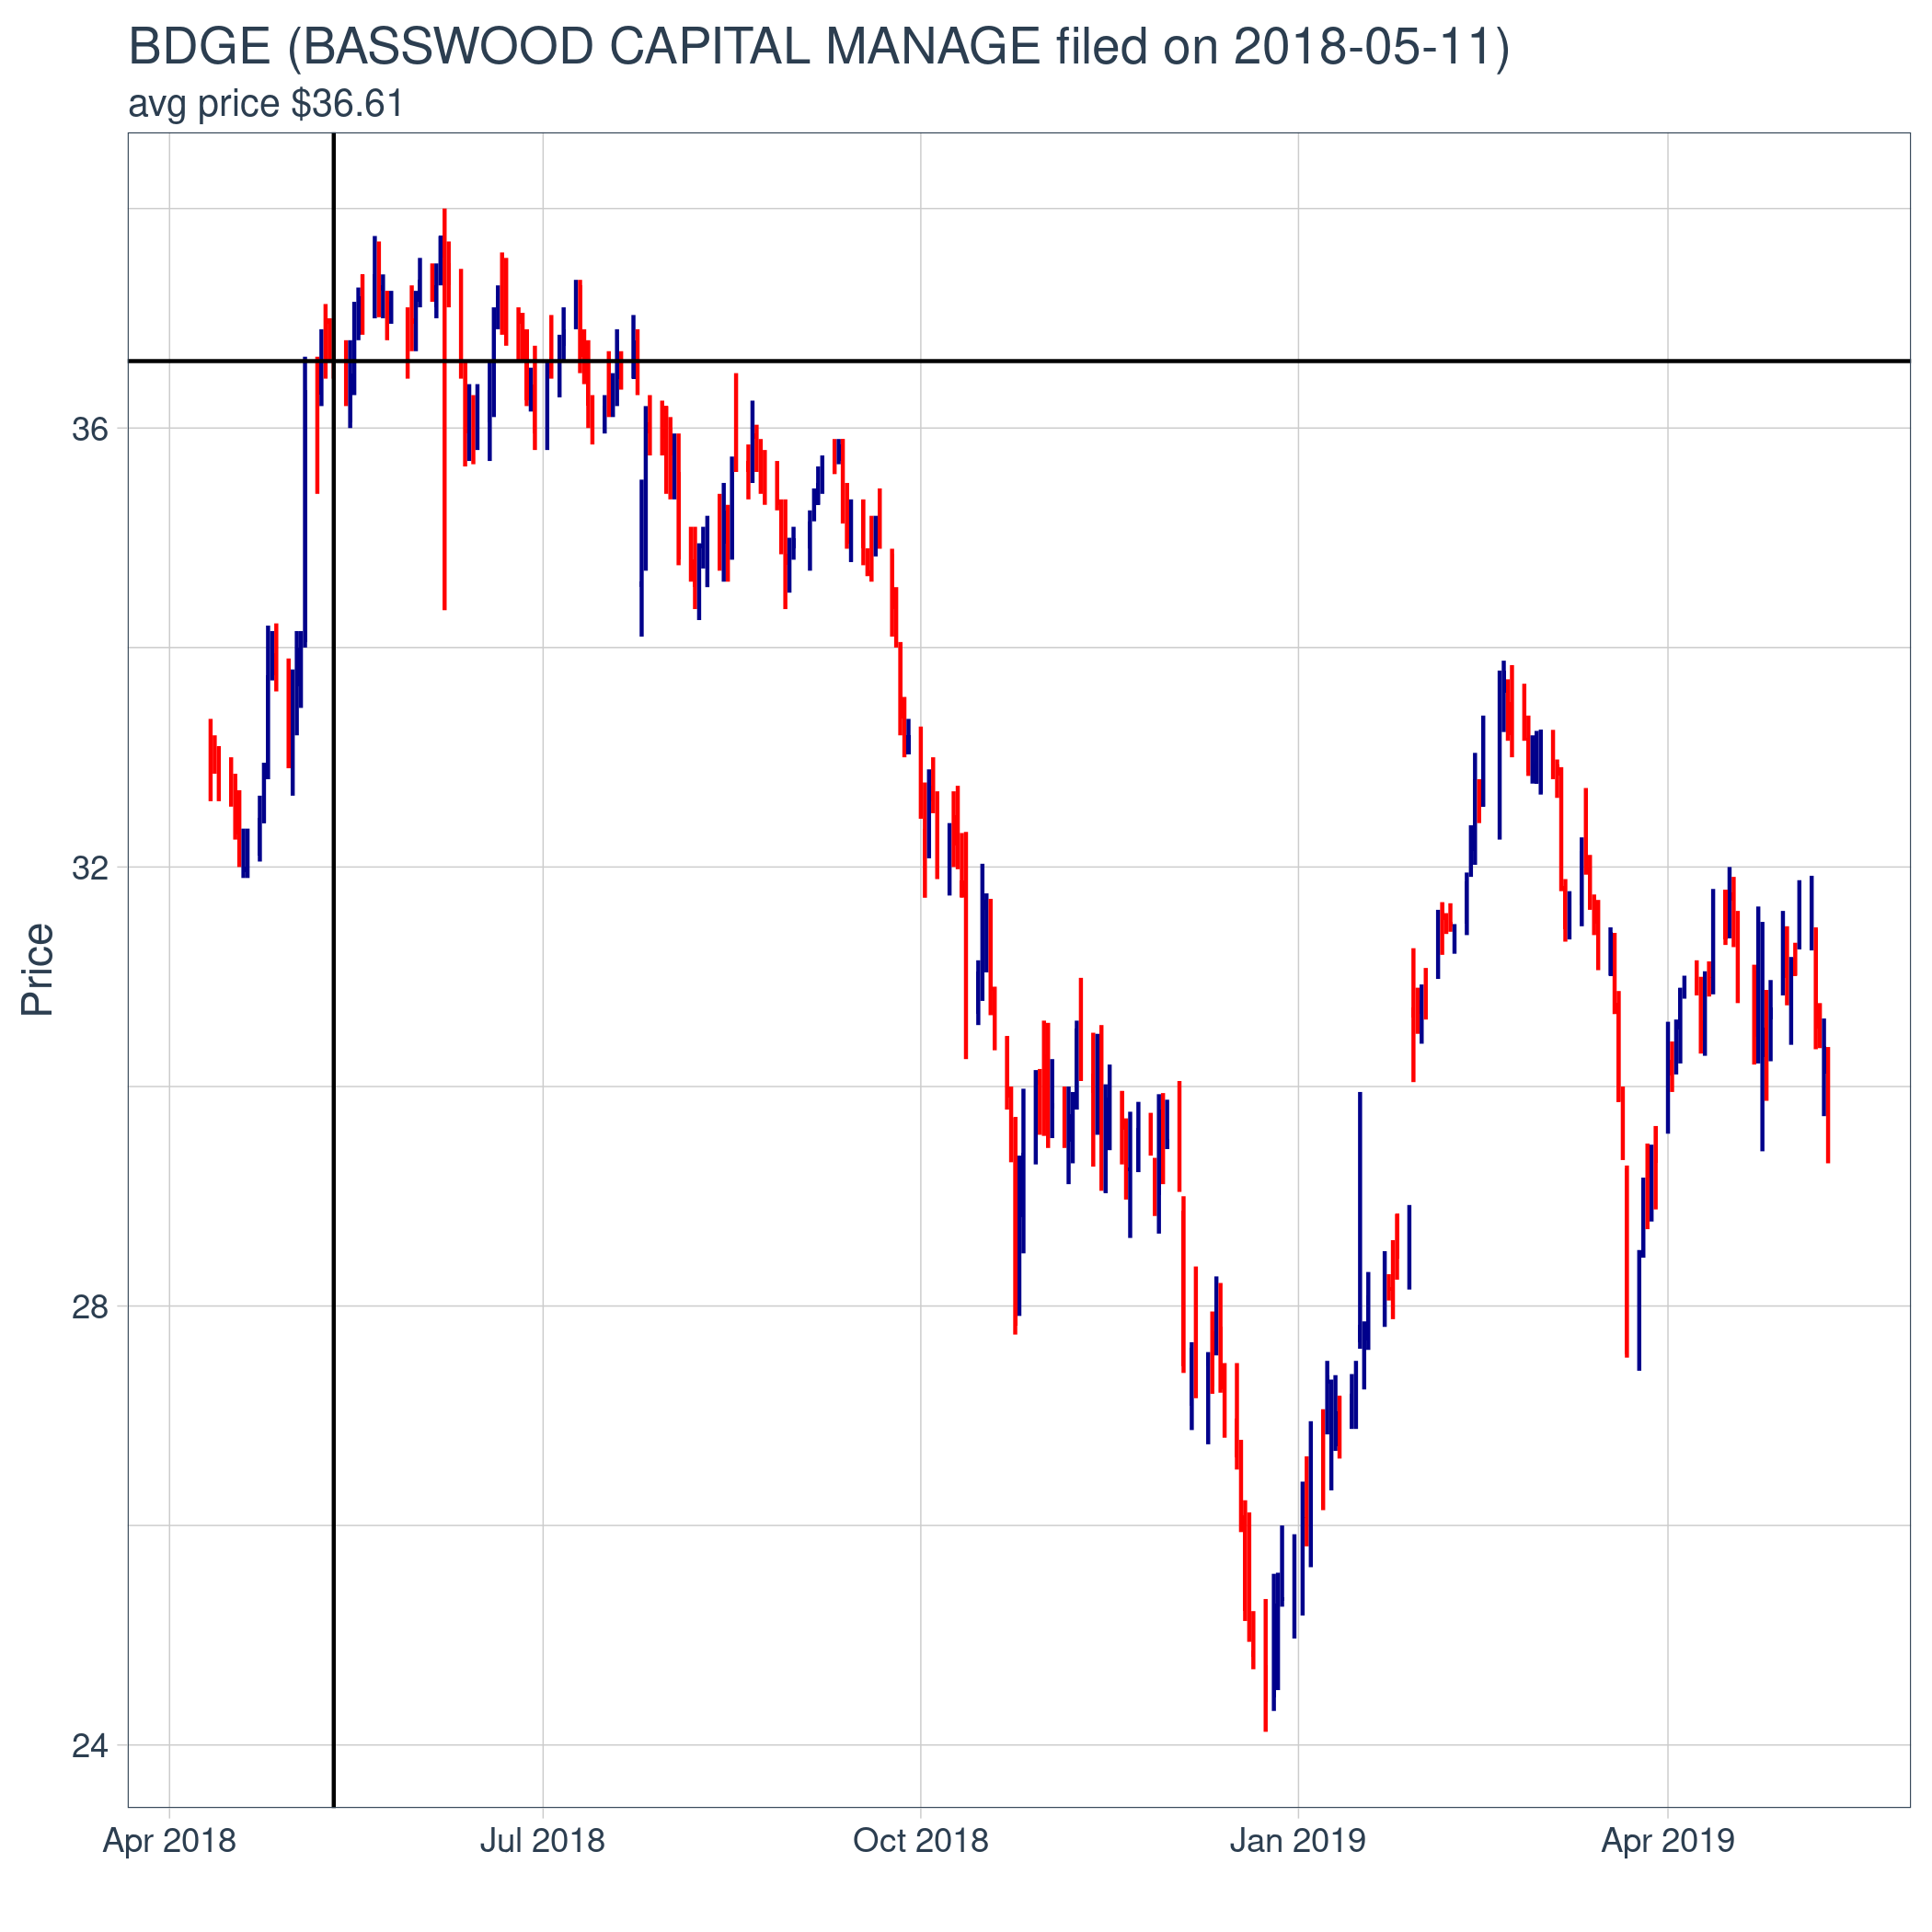 BDGE (BASSWOOD CAPITAL MANAGE filed on 2018-05-11)
avg price $36.61
Price
36
32
28
24
Apr 2018
Jul 2018
Oct 2018
Jan 2019
Apr 2019